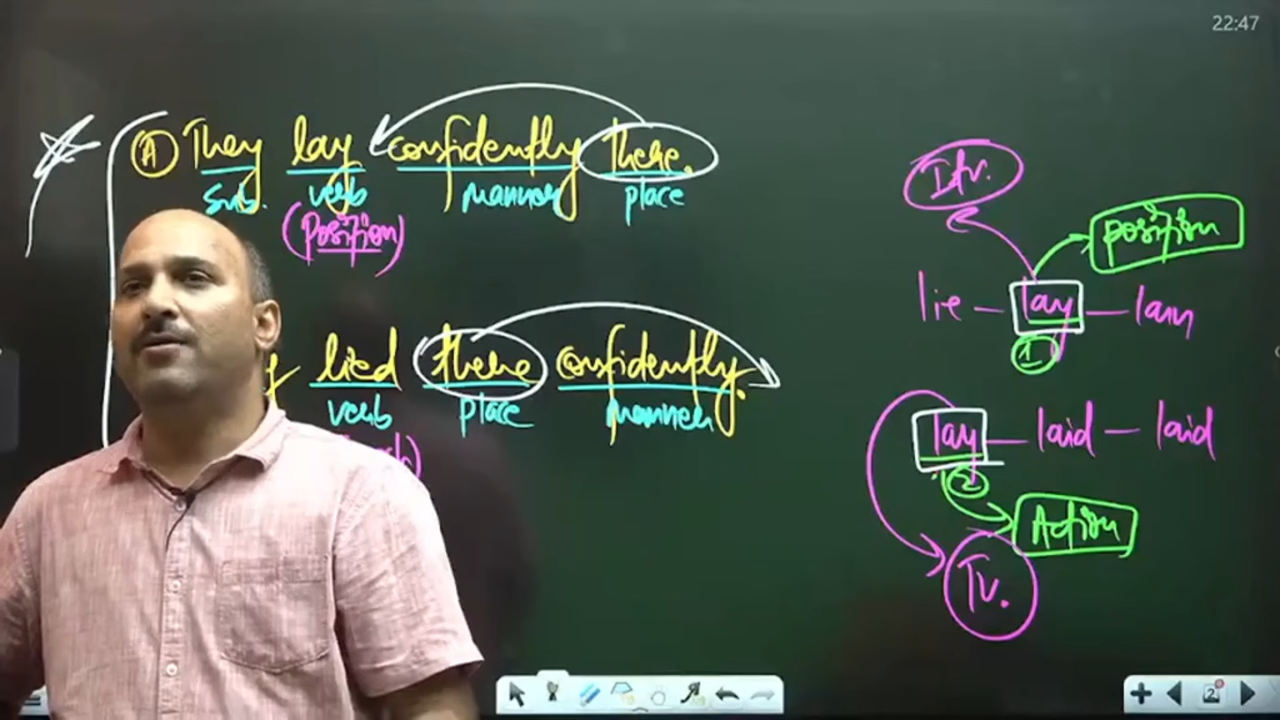 22:47
Ⓐ They lay confidently there.
Sub. verb manner place
(Position)
lied there confidently.
verb place manner
Itr.
Position
lie – lay – lain
①
lay – laid – laid
②
Action
Tv.
2